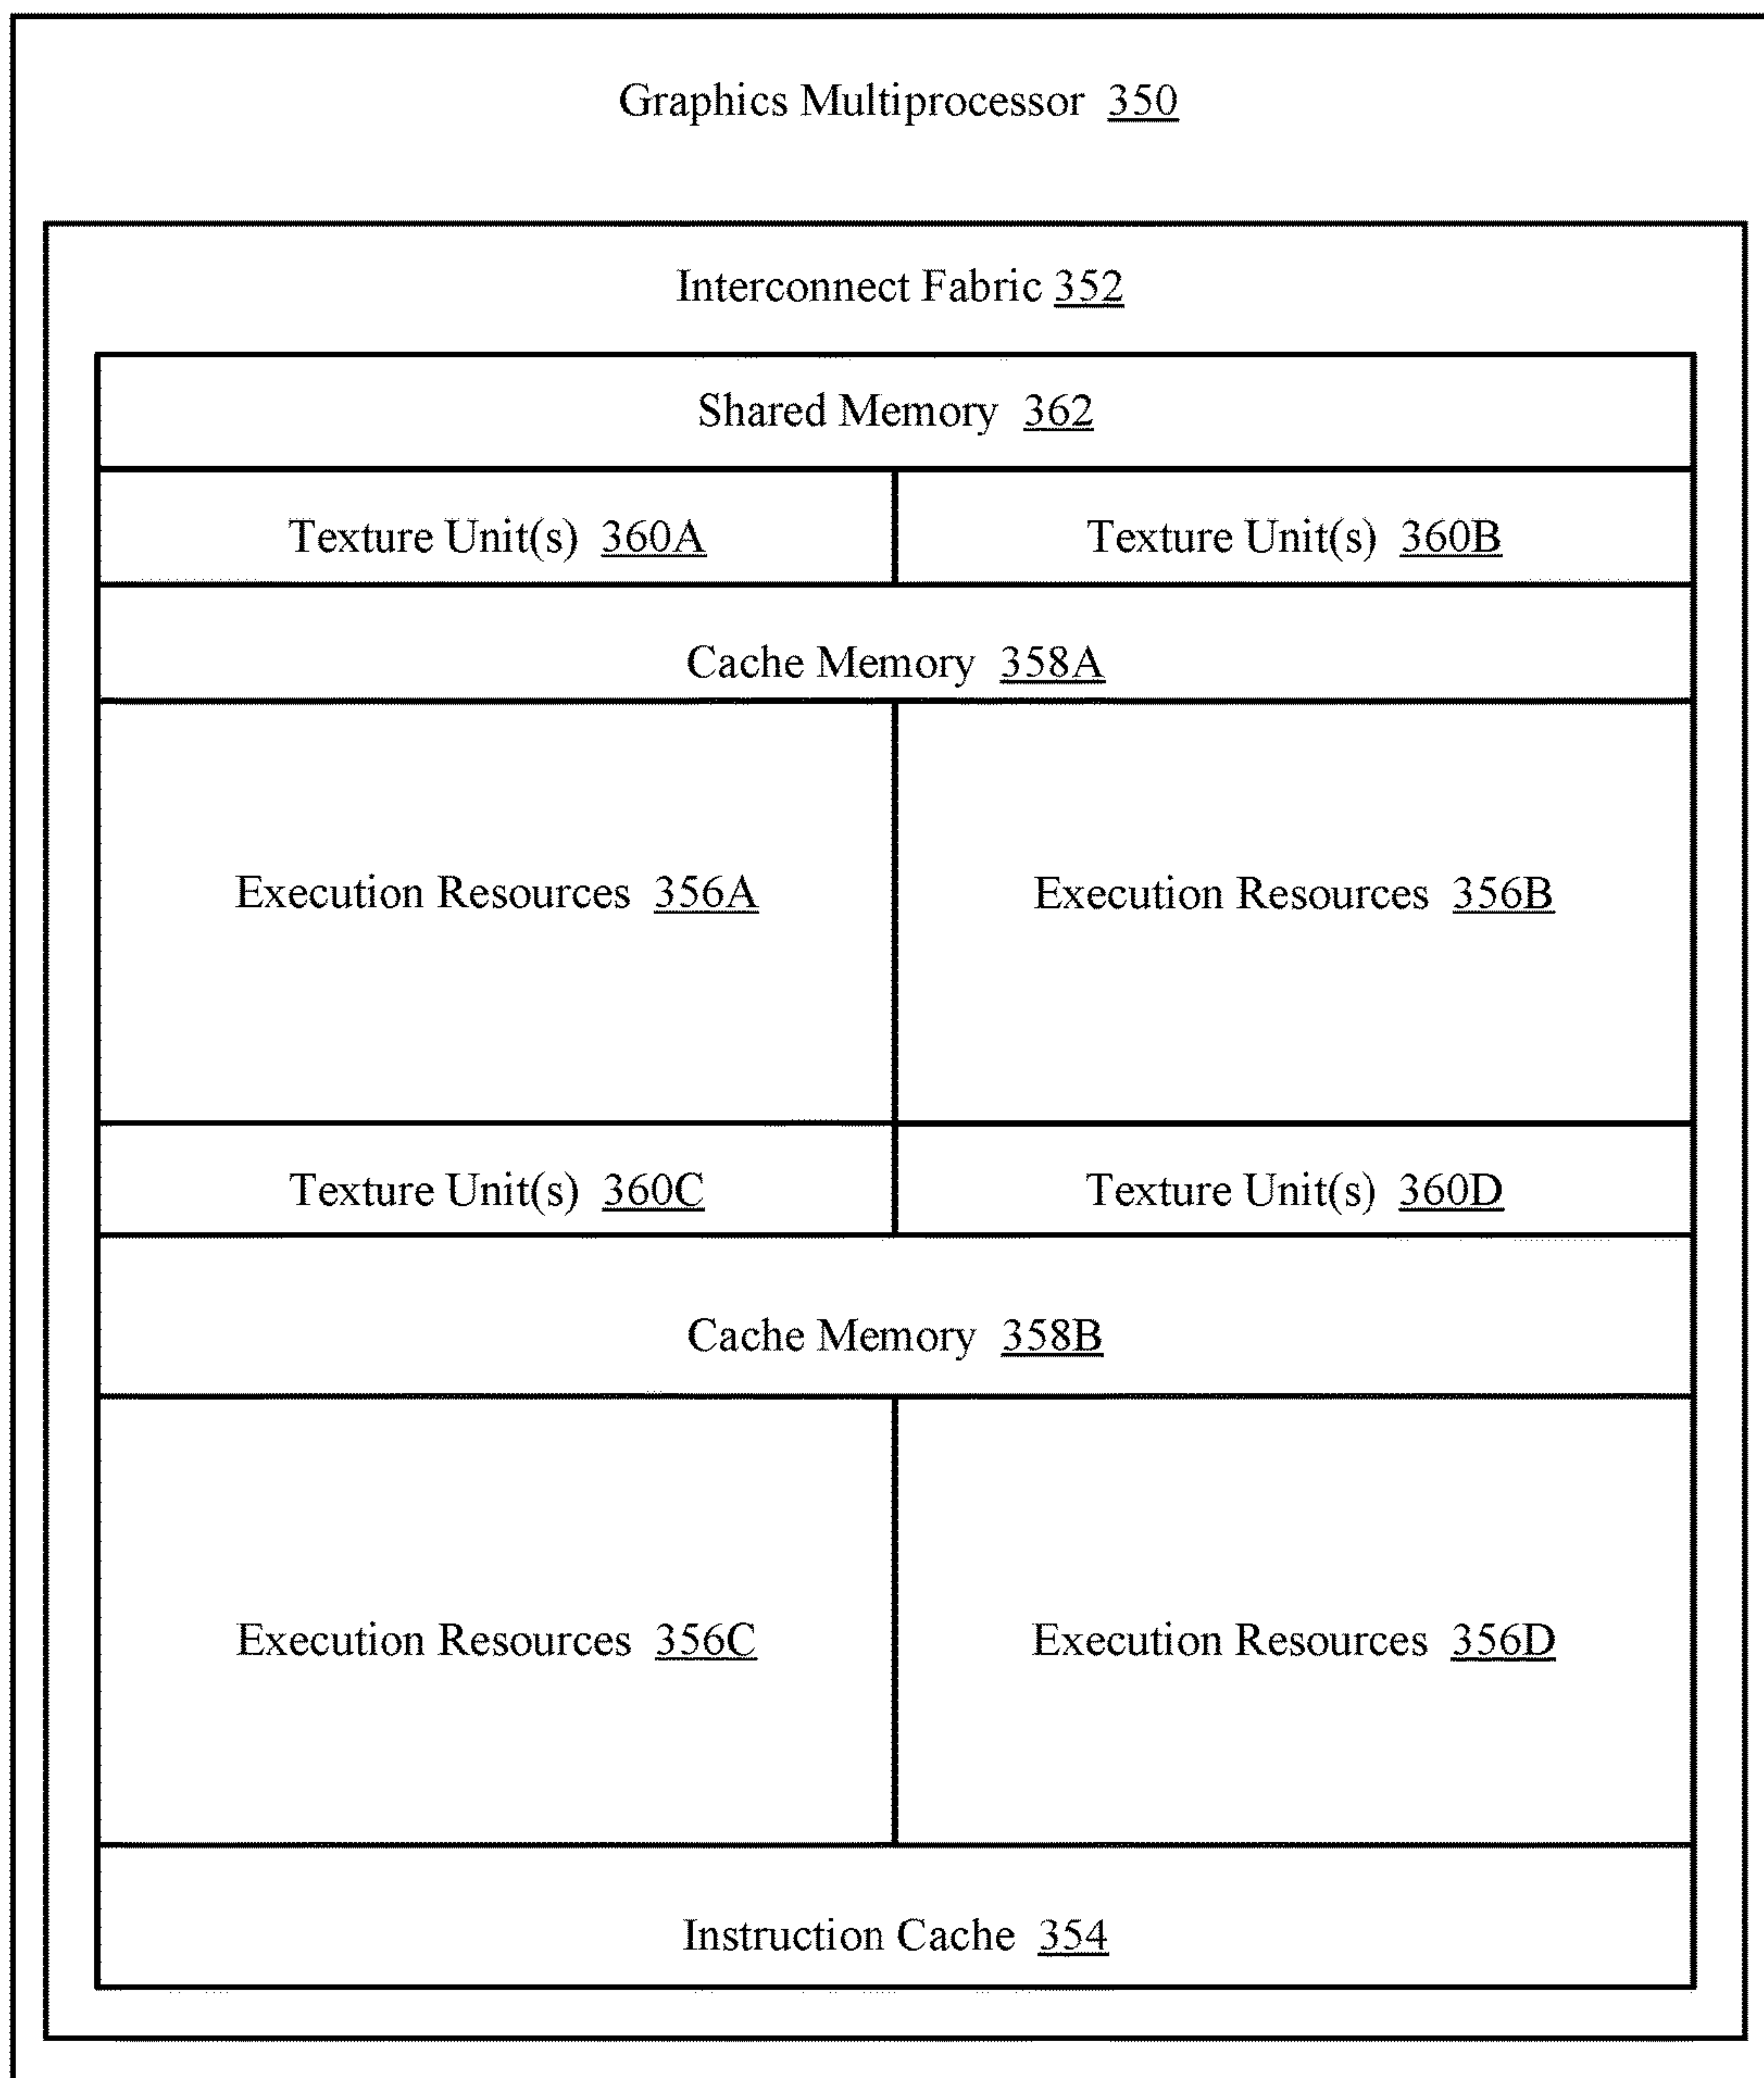 Graphics Multiprocessor 350
Interconnect Fabric 352
Shared Memory 362
Texture Unit(s) 360A
Texture Unit(s) 360B
Cache Memory 358A
Execution Resources 356A
Execution Resources 356B
Texture Unit(s) 360C
Texture Unit(s) 360D
Cache Memory 358B
Execution Resources 356C
Execution Resources 356D
Instruction Cache 354